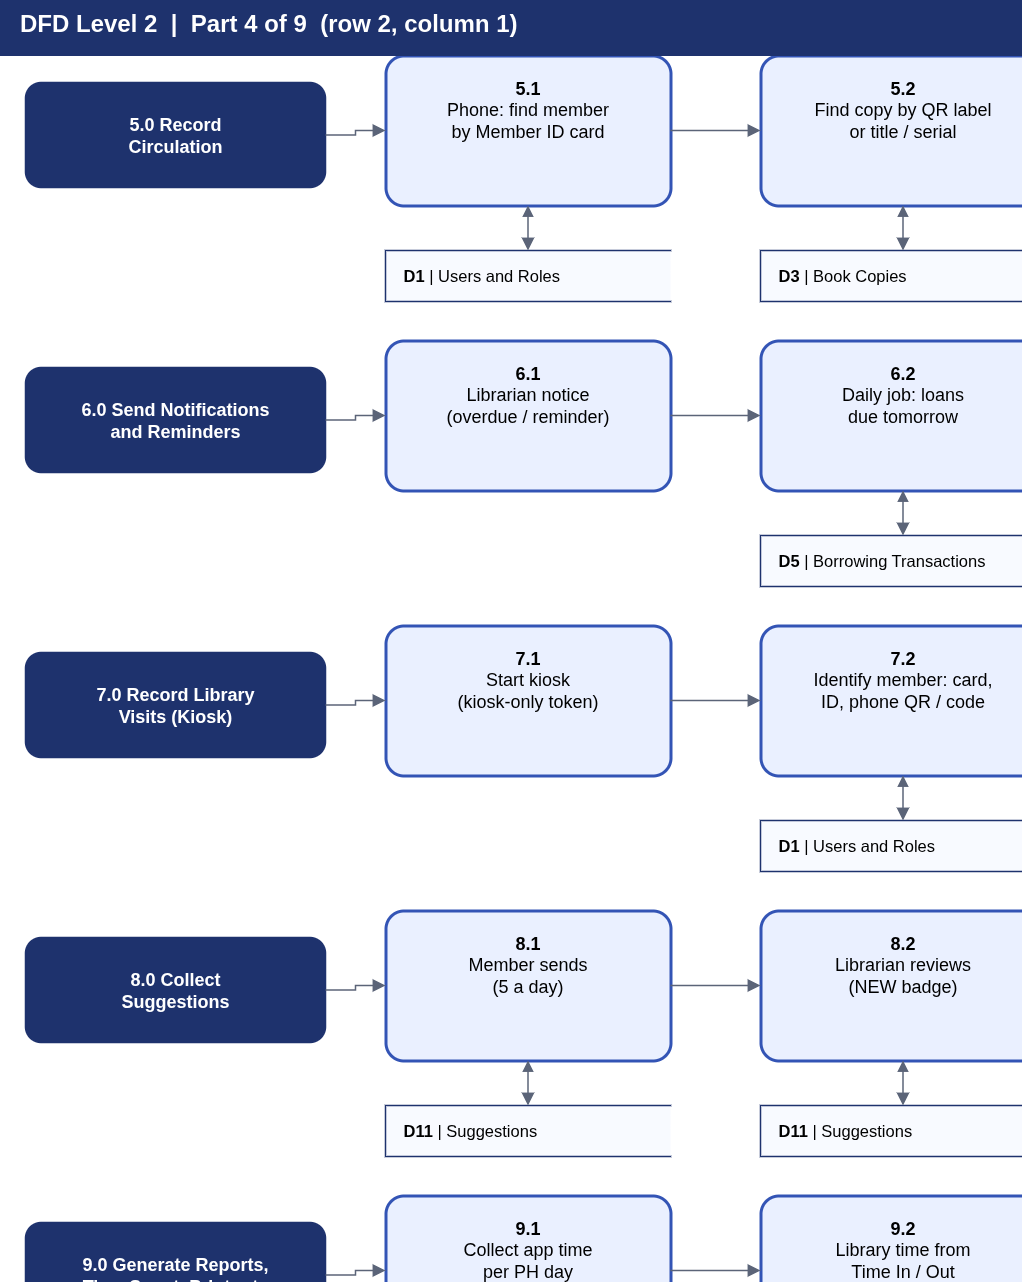 DFD Level 2 | Part 4 of 9 (row 2, column 1)
5.0 Record
Circulation
5.1
Phone: find member
by Member ID card
5.2
Find copy by QR label
or title / serial
D1 | Users and Roles
D3 | Book Copies
6.0 Send Notifications
and Reminders
6.1
Librarian notice
(overdue / reminder)
6.2
Daily job: loans
due tomorrow
D5 | Borrowing Transactions
7.0 Record Library
Visits (Kiosk)
7.1
Start kiosk
(kiosk-only token)
7.2
Identify member: card,
ID, phone QR / code
D1 | Users and Roles
8.0 Collect
Suggestions
8.1
Member sends
(5 a day)
8.2
Librarian reviews
(NEW badge)
D11 | Suggestions
D11 | Suggestions
9.0 Generate Reports,
9.1
Collect app time
per PH day
9.2
Library time from
Time In / Out